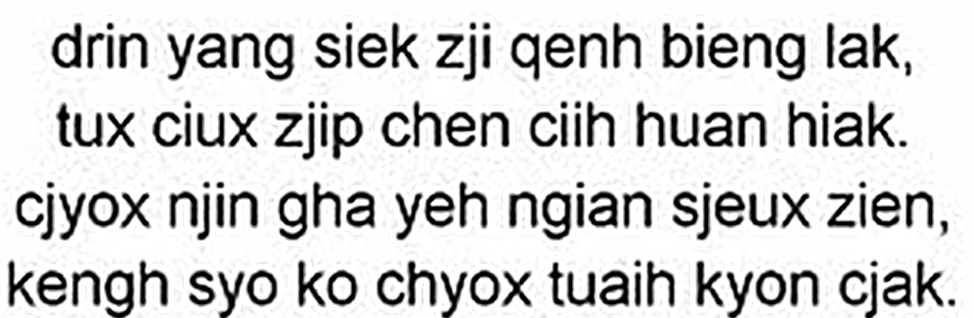 drin yang siek zji qenh bieng lak,
tux ciux zjip chen ciih huan hiak.
cjyox njin gha yeh ngian sjeux zien,
kengh syo ko chyox tuaih kyon cjak.